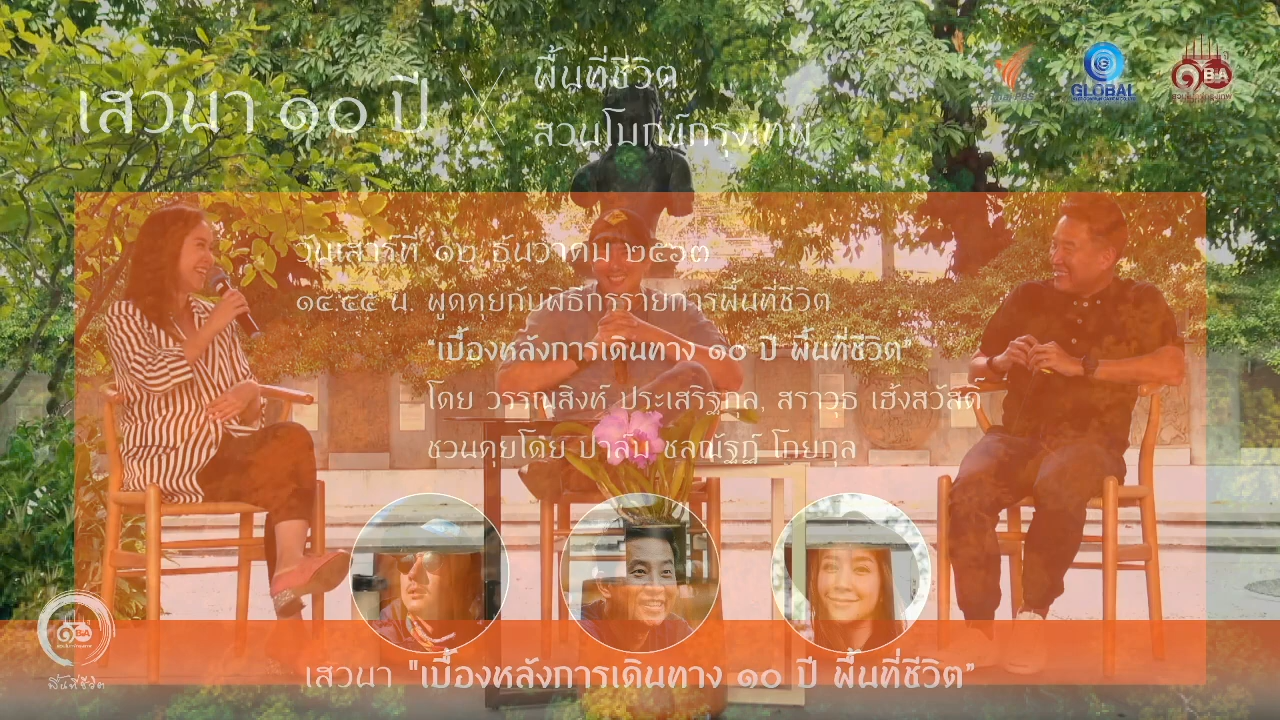 เสวนา ๑๐ ปี X พื้นที่ชีวิต
สวนโมกข์กรุงเทพ
Thai PBS
GLOBAL
BIA
วันเสาร์ที่ ๑๒ ธันวาคม ๒๕๖๓
๑๔.๔๕ น. พูดคุยกับพิธีกรรายการพื้นที่ชีวิต
“เบื้องหลังการเดินทาง ๑๐ ปี พื้นที่ชีวิต”
โดย วรรณสิงห์ ประเสริฐกุล, สราวุธ เฮ้งสวัสดิ์
ชวนคุยโดย ปาล์ม ชลณัฐฏ์ โกยกุล
BIA
พื้นที่ชีวิต
เสวนา "เบื้องหลังการเดินทาง ๑๐ ปี พื้นที่ชีวิต”